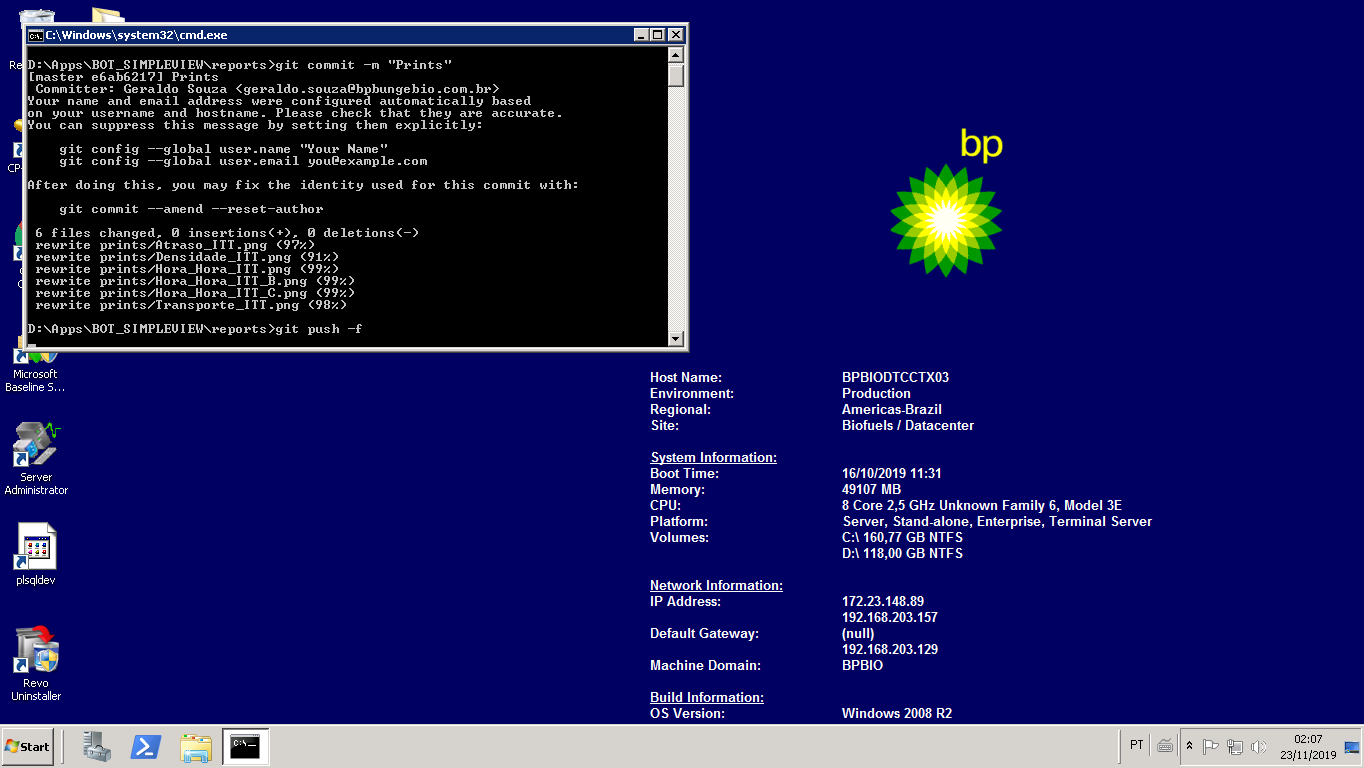 C:\Windows\system32\cmd.exe
D:\Apps\BOT_SIMPLEVIEW\reports>git commit -m "Prints"
[master e6ab6217] Prints
Committer: Geraldo Souza <geraldo.souza@bpbungebio.com.br>
Your name and email address were configured automatically based
on your username and hostname. Please check that they are accurate.
You can suppress this message by setting them explicitly:
git config --global user.name "Your Name"
git config --global user.email you@example.com
After doing this, you may fix the identity used for this commit with:
git commit --amend --reset-author
6 files changed, 0 insertions(+), 0 deletions(-)
rewrite prints/Atraso_ITT.png (97%)
rewrite prints/Densidade_ITT.png (91%)
rewrite prints/Hora_Hora_ITT.png (99%)
rewrite prints/Hora_Hora_ITT_B.png (99%)
rewrite prints/Hora_Hora_ITT_C.png (99%)
rewrite prints/Transporte_ITT.png (98%)
D:\Apps\BOT_SIMPLEVIEW\reports>git push -f
Microsoft
Baseline S...
Server
Administrator
plsqldev
Revo
Uninstaller
bp
Host Name: BPBIODTCCTX03
Environment: Production
Regional: Americas-Brazil
Site: Biofuels / Datacenter
System Information:
Boot Time: 16/10/2019 11:31
Memory: 49107 MB
CPU: 8 Core 2,5 GHz Unknown Family 6, Model 3E
Platform: Server, Stand-alone, Enterprise, Terminal Server
Volumes: C:\ 160,77 GB NTFS
D:\ 118,00 GB NTFS
Network Information:
IP Address: 172.23.148.89
192.168.203.157
Default Gateway: (null)
192.168.203.129
Machine Domain: BPBIO
Build Information:
OS Version: Windows 2008 R2
Start
PT
02:07
23/11/2019